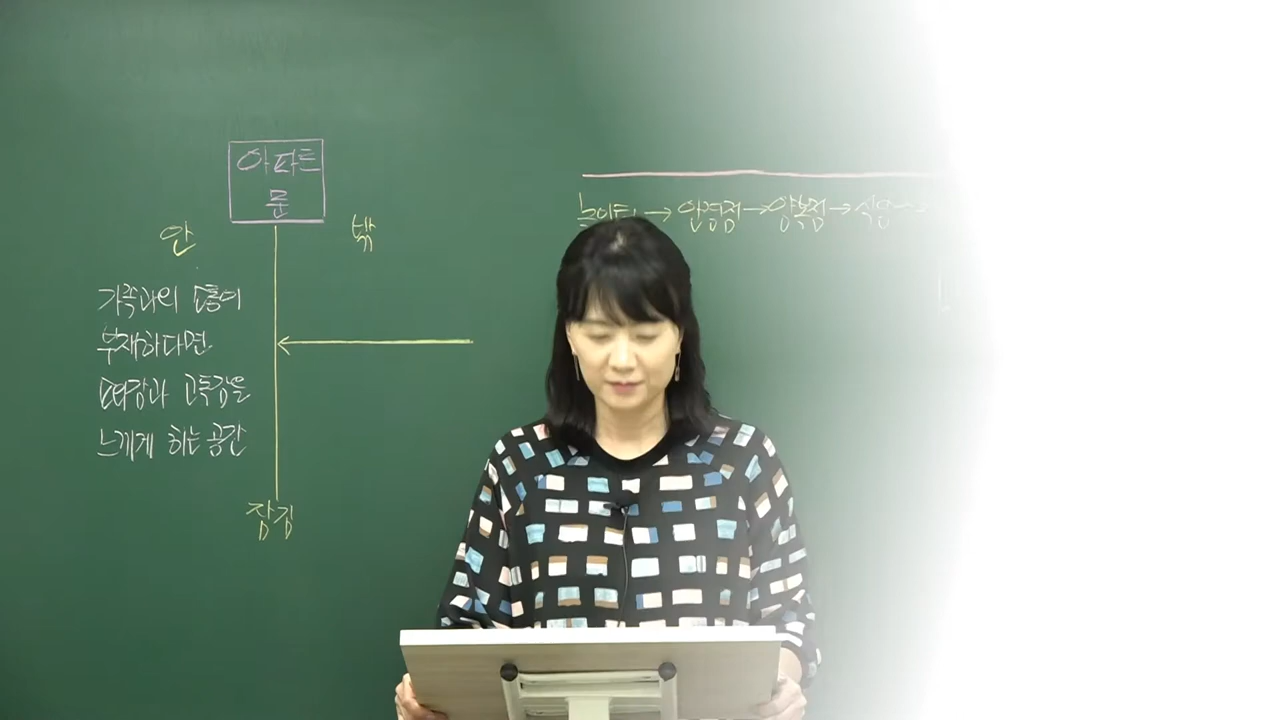 아파트
문
안
밖
가족과의 소통이
부재하다면
단절감과 고독감을
느끼게 하는 공간
잠김
놀이터 → 안경점 → 양복점 → 식당 →